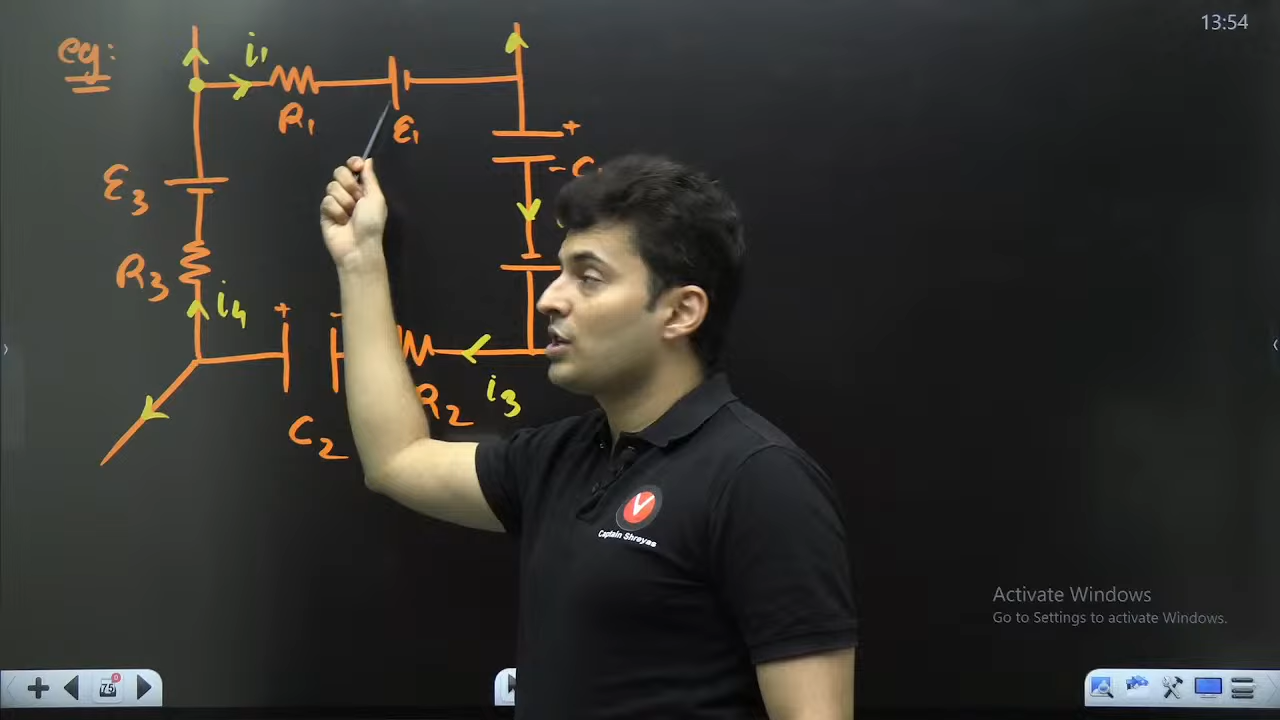 13:54
eg:
i1
R1
ε1
+
ε3
-
R3
i4
+
-
C2
R2
i3
V
Captain Shreyas
Activate Windows
Go to Settings to activate Windows.
75